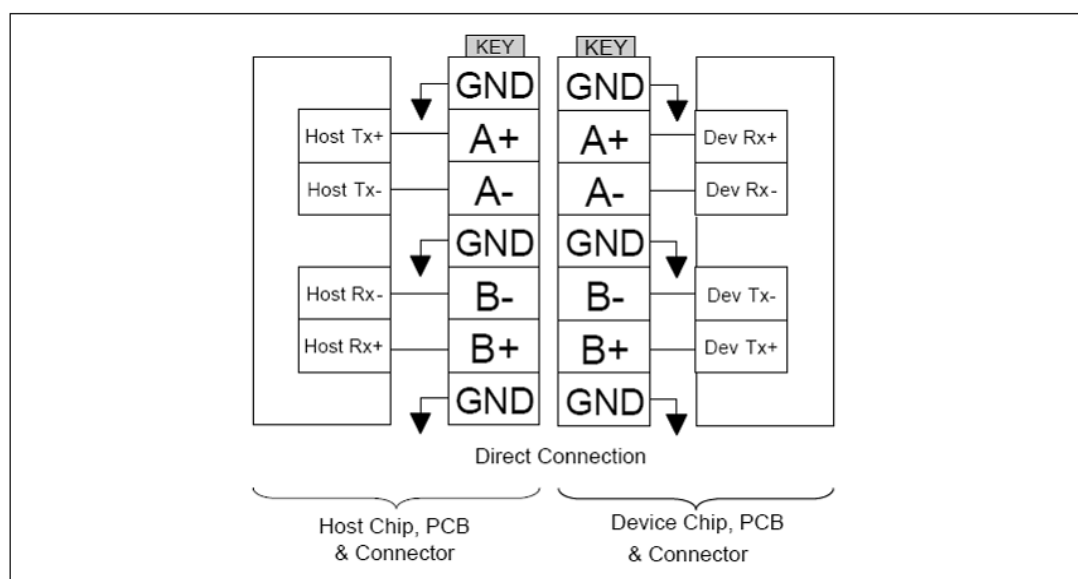 KEY KEY
GND GND
Host Tx+ A+ A+ Dev Rx+
Host Tx- A- A- Dev Rx-
GND GND
Host Rx- B- B- Dev Tx-
Host Rx+ B+ B+ Dev Tx+
GND GND
Direct Connection
Host Chip, PCB
& Connector
Device Chip, PCB
& Connector